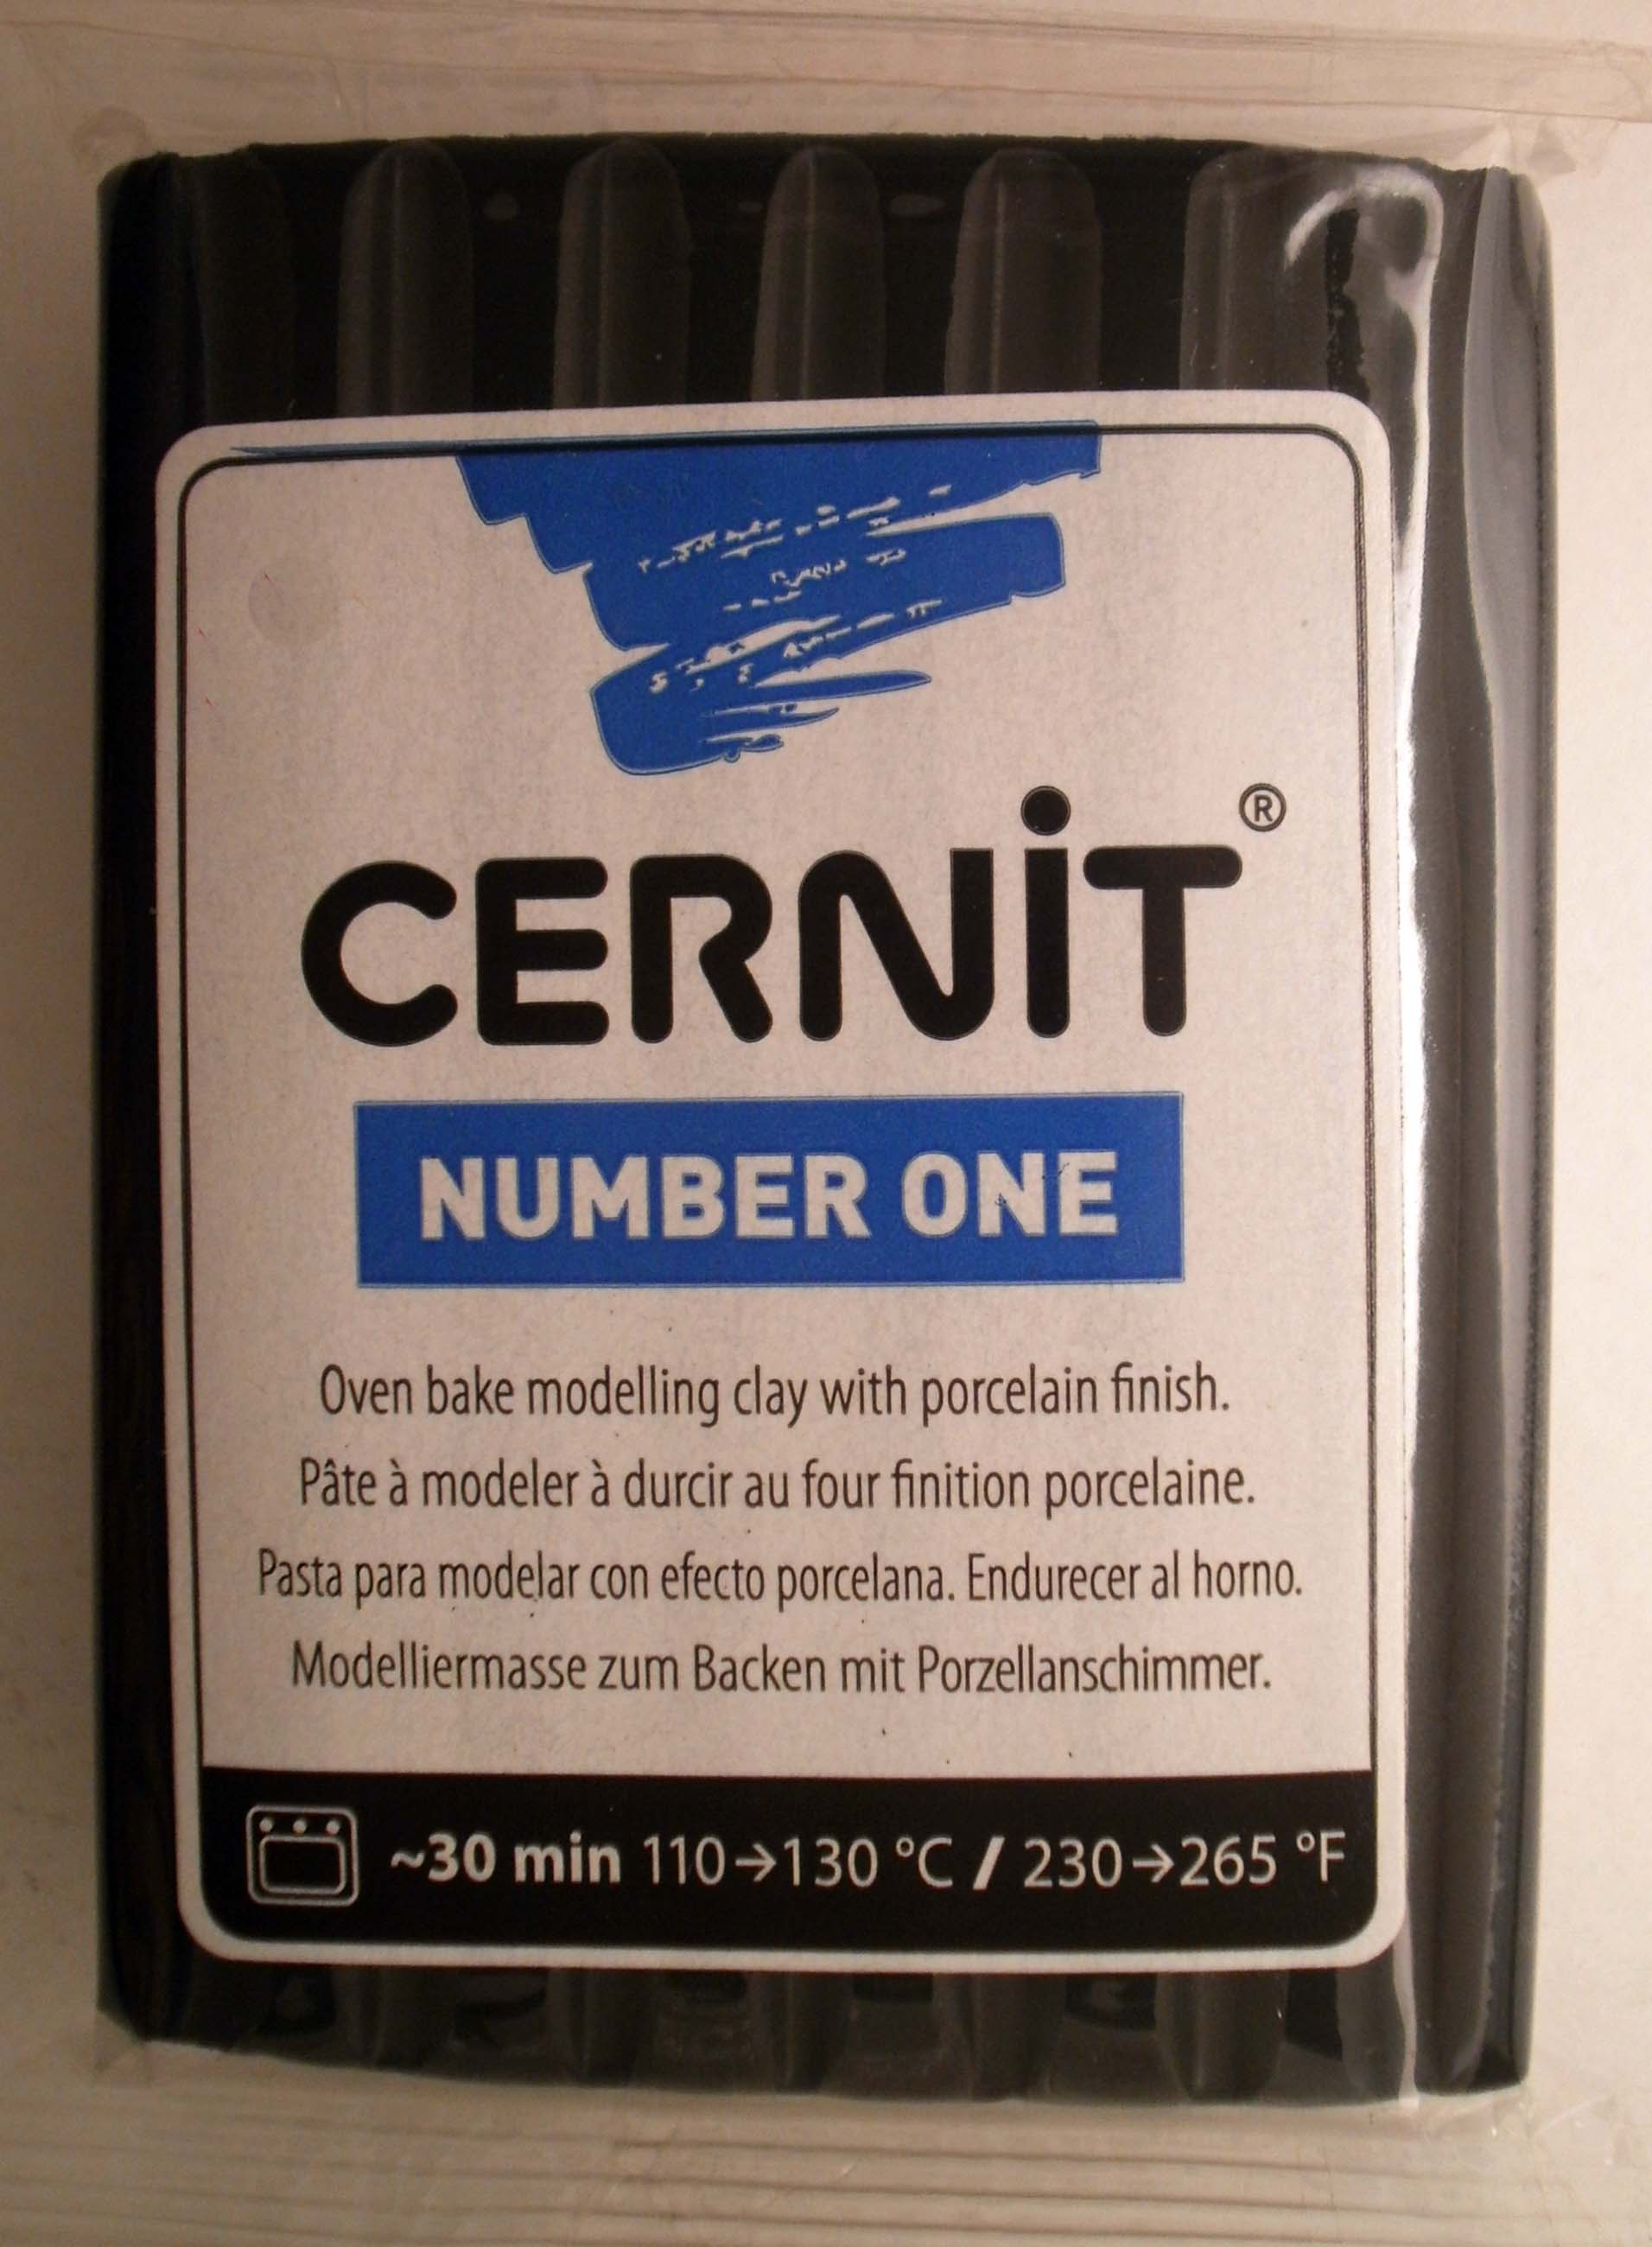 CERNiT®
NUMBER ONE
Oven bake modelling clay with porcelain finish.
Pâte à modeler à durcir au four finition porcelaine.
Pasta para modelar con efecto porcelana. Endurecer al horno.
Modelliermasse zum Backen mit Porzellanschimmer.
~30 min 110→130 °C / 230→265 °F